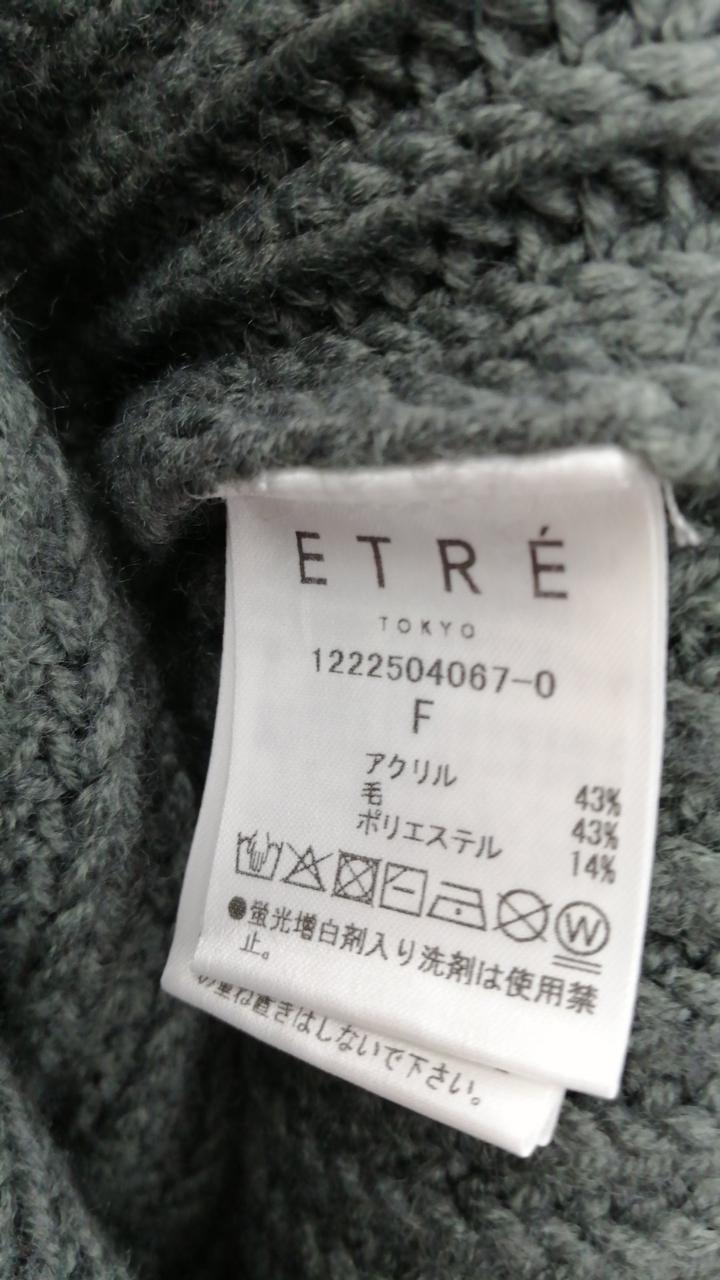 ETRÉ
TOKYO
1222504067-0
F
アクリル 43%
毛 43%
ポリエステル 14%
W
●蛍光増白剤入り洗剤は使用禁
止。
の重ね置きはしないで下さい。